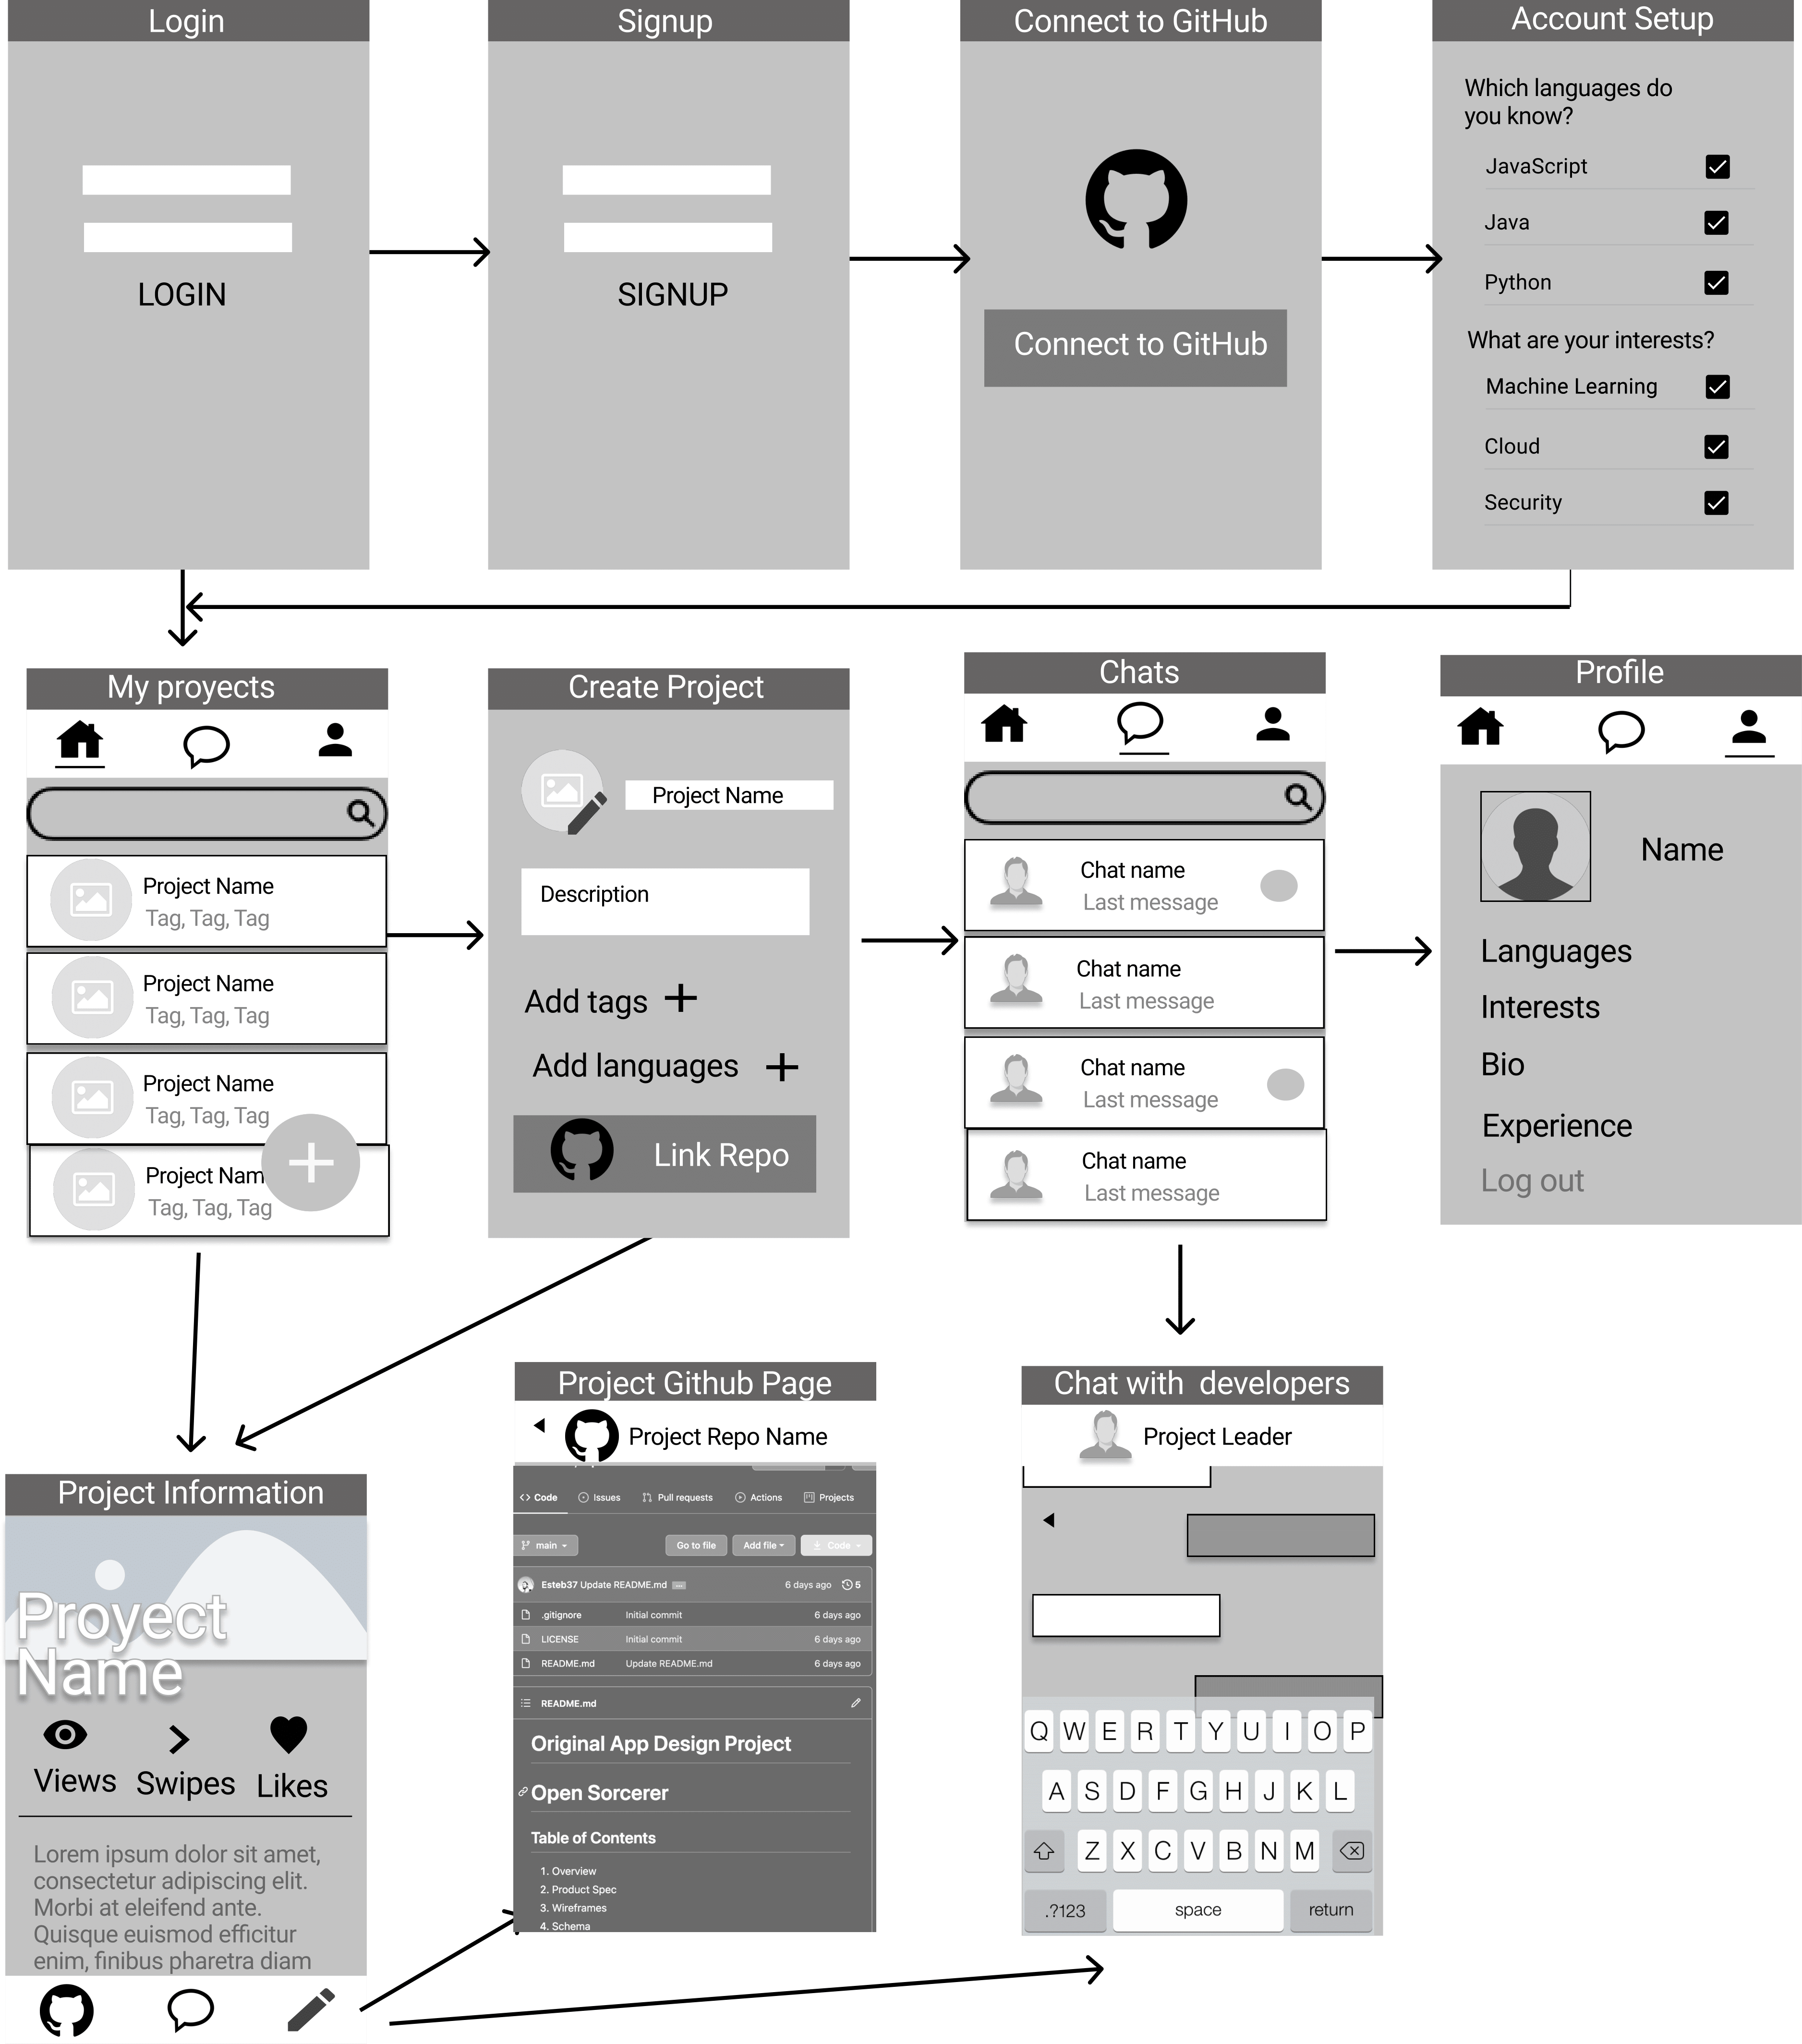 Login
LOGIN
Signup
SIGNUP
Connect to GitHub
Connect to GitHub
Account Setup
Which languages do
you know?
JavaScript
Java
Python
What are your interests?
Machine Learning
Cloud
Security
My proyects
Project Name
Tag, Tag, Tag
Project Name
Tag, Tag, Tag
Project Name
Tag, Tag, Tag
Project Nam
Tag, Tag, Tag
Create Project
Project Name
Description
Add tags
Add languages
Link Repo
Chats
Chat name
Last message
Chat name
Last message
Chat name
Last message
Chat name
Last message
Profile
Name
Languages
Interests
Bio
Experience
Log out
Project Information
Proyect
Name
Views Swipes Likes
Lorem ipsum dolor sit amet,
consectetur adipiscing elit.
Morbi at eleifend ante.
Quisque euismod efficitur
enim, finibus pharetra diam
Project Github Page
Project Repo Name
<> Code Issues Pull requests Actions Projects
main Go to file Add file Code
Esteb37 Update README.md ... 6 days ago 5
.gitignore Initial commit 6 days ago
LICENSE Initial commit 6 days ago
README.md Update README.md 6 days ago
README.md
Original App Design Project
Open Sorcerer
Table of Contents
1. Overview
2. Product Spec
3. Wireframes
4. Schema
Chat with developers
Project Leader
Q W E R T Y U I O P
A S D F G H J K L
Z X C V B N M
.?123 space return